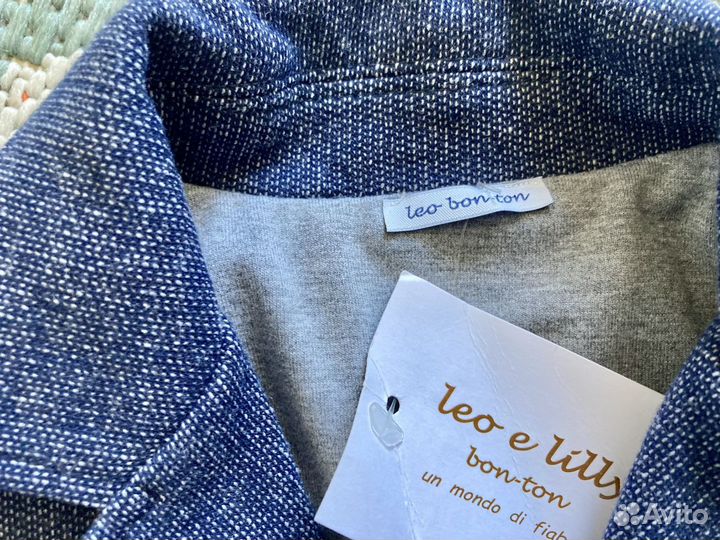 leo bon-ton
leo e lilly
bon-ton
un mondo di fiab
Avito